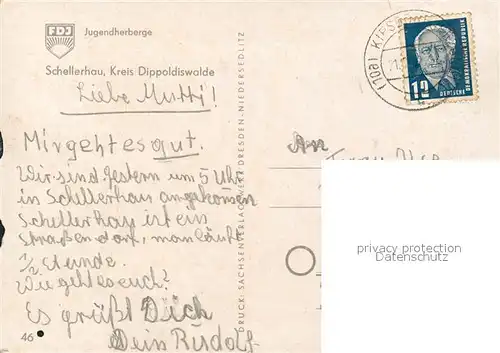 FDJ
Jugendherberge
Schellerhau, Kreis Dippoldiswalde
Liebe Mutti!
Mir geht es gut.
Wir sind gestern um 5 Uhr
in Schellerhau angekommen
Schellerhau ist ein
Straßendorf, man läuft
1/2 Stunde.
Wie geht es euch?
Es grüßt Dich
Dein Rudolf
46
DRUCK: SACHSENVERLAG WERK DRESDEN-NIEDERSEDLITZ
(10a)
12
DEUTSCHE
DEMOKRATISCHE REPUBLIK
An
privacy protection
Datenschutz